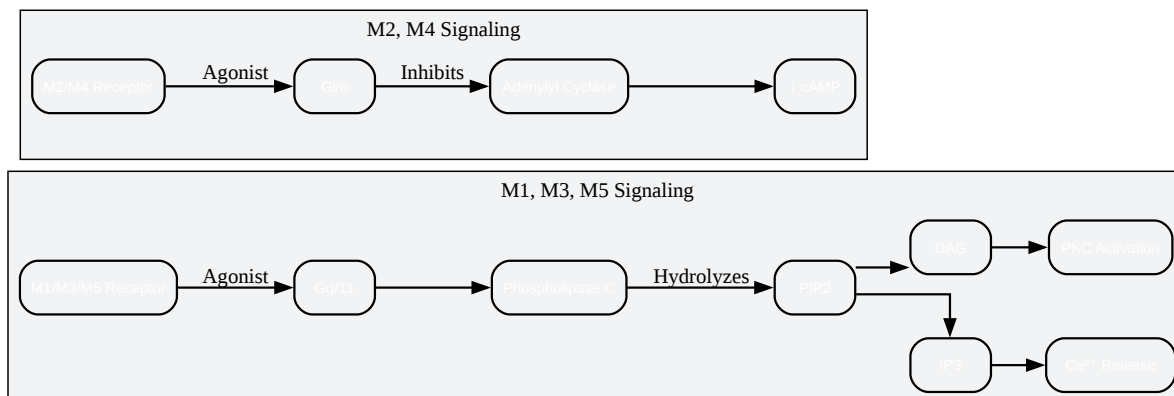 M2, M4 Signaling
M2/M4 Receptor
Agonist
Gi/o
Inhibits
Adenylyl Cyclase
↓ cAMP
M1, M3, M5 Signaling
M1/M3/M5 Receptor
Agonist
Gq/11
Phospholipase C
Hydrolyzes
PIP2
DAG
PKC Activation
IP3
Ca²⁺ Release